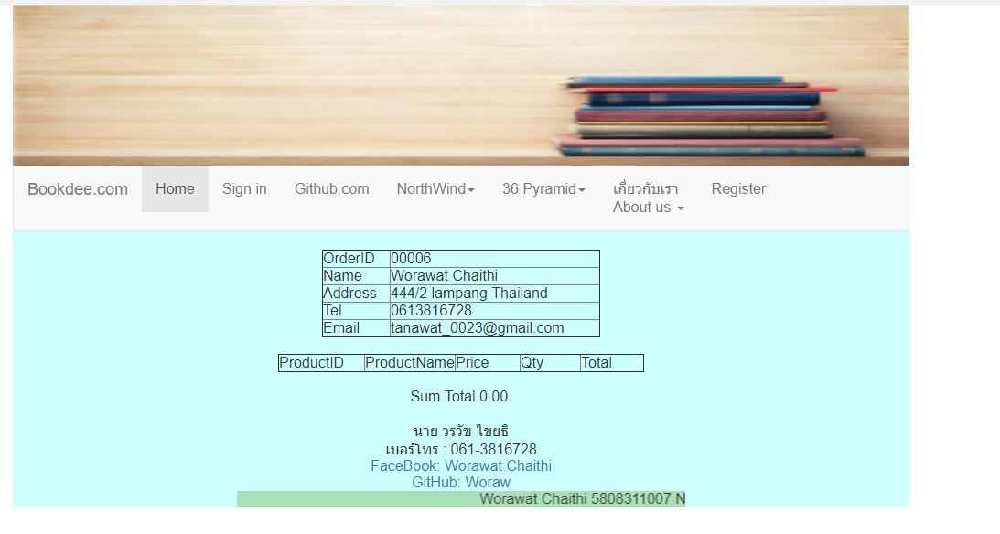 Bookdee.com Home Sign in Github.com NorthWind 36 Pyramid เกี่ยวกับเรา Register
About us
OrderID 00006
Name Worawat Chaithi
Address 444/2 lampang Thailand
Tel 0613816728
Email tanawat_0023@gmail.com
ProductID ProductName Price Qty Total
Sum Total 0.00
นาย วรวัช ไขยธิ
เบอร์โทร : 061-3816728
FaceBook: Worawat Chaithi
GitHub: Woraw
Worawat Chaithi 5808311007 N